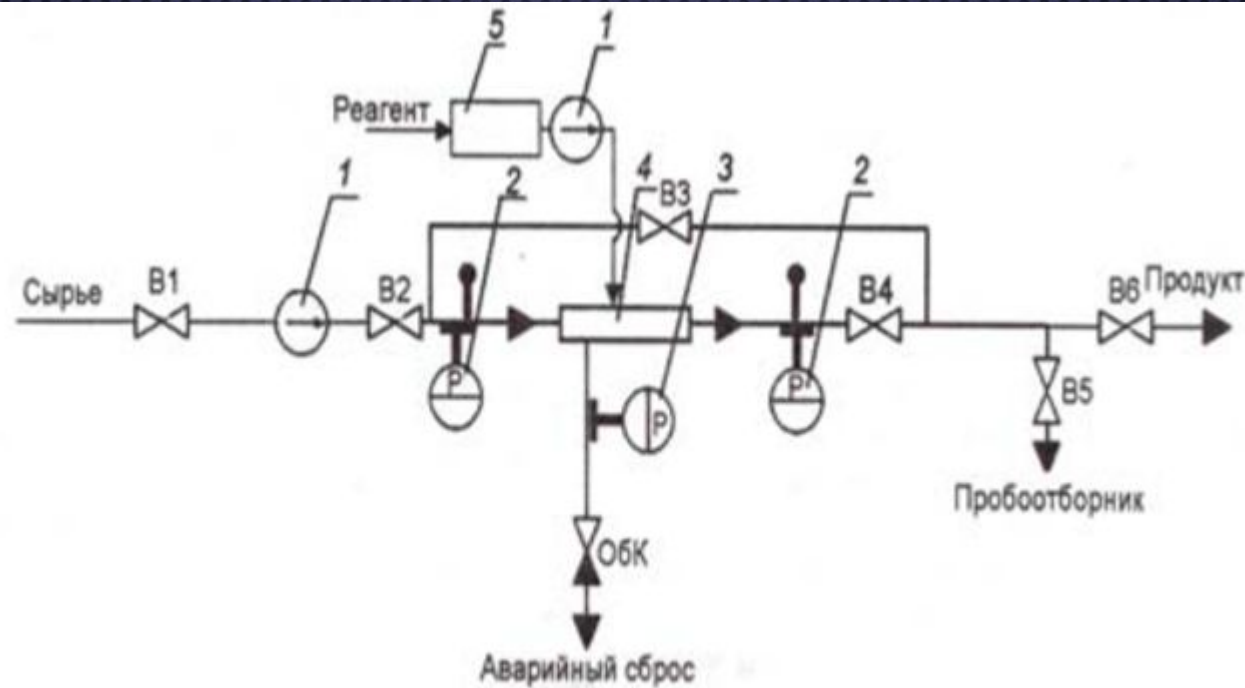 5
1
Реагент
1
2
4
В3
3
2
Сырье
В1
В2
В4
В6
Продукт
P
P
P
В5
Пробоотборник
ОбК
Аварийный сброс